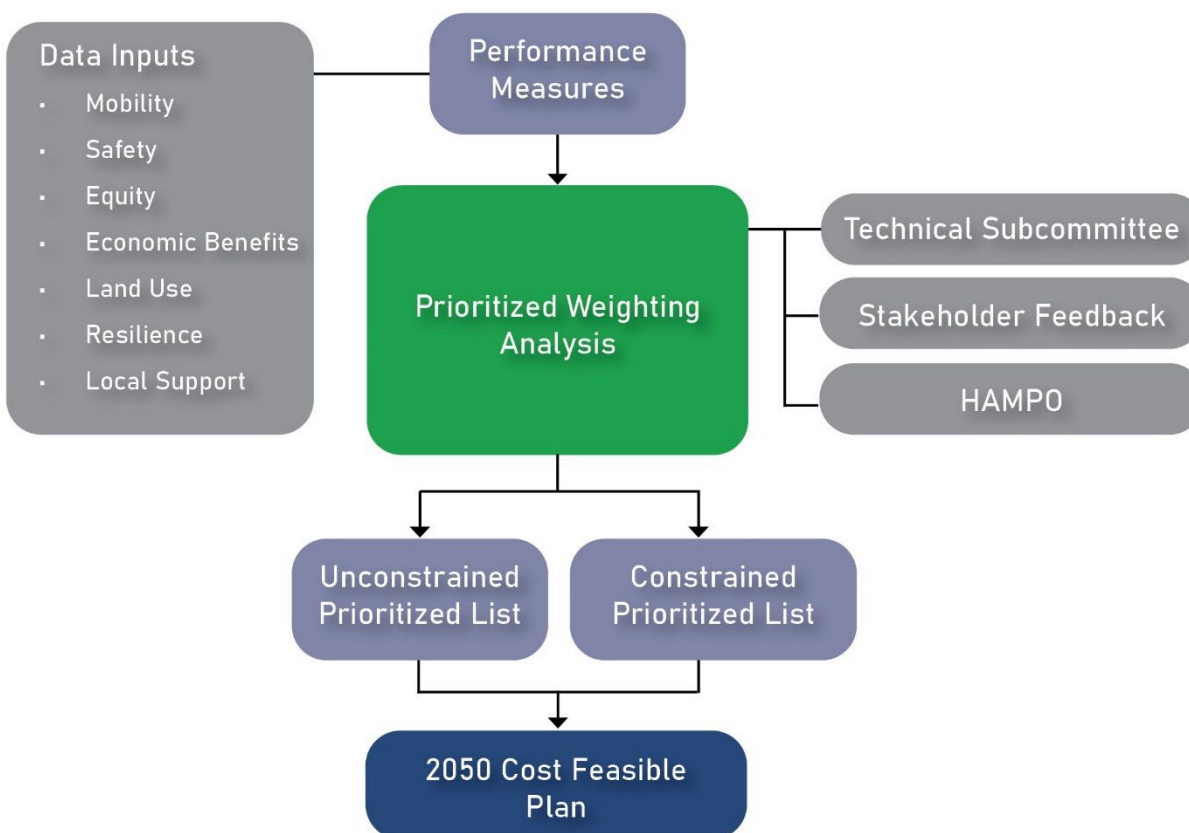 Data Inputs
▪ Mobility
▪ Safety
▪ Equity
▪ Economic Benefits
▪ Land Use
▪ Resilience
▪ Local Support
Performance
Measures
Prioritized Weighting
Analysis
Technical Subcommittee
Stakeholder Feedback
HAMPO
Unconstrained
Prioritized List
Constrained
Prioritized List
2050 Cost Feasible
Plan